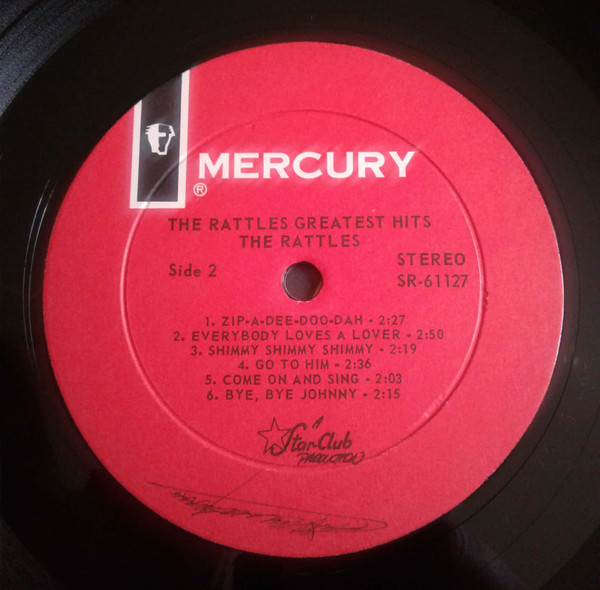 MERCURY
®
THE RATTLES GREATEST HITS
THE RATTLES
Side 2
STEREO
SR-61127
1. ZIP-A-DEE-DOO-DAH - 2:27
2. EVERYBODY LOVES A LOVER - 2:50
3. SHIMMY SHIMMY SHIMMY - 2:19
4. GO TO HIM - 2:36
5. COME ON AND SING - 2:03
6. BYE, BYE JOHNNY - 2:15
A
Star-Club
PRODUCTION